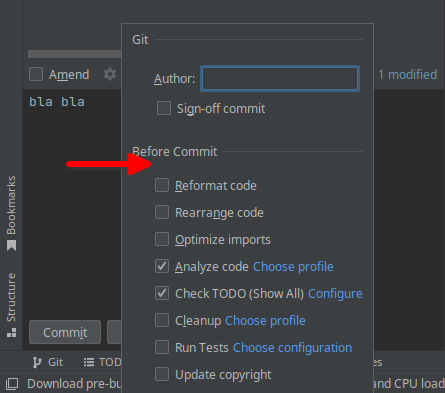 Git
Author:
Amend
1 modified
bla bla
Sign-off commit
Before Commit
Reformat code
Rearrange code
Optimize imports
Analyze code Choose profile
Check TODO (Show All) Configure
Cleanup Choose profile
Run Tests Choose configuration
Update copyright
Bookmarks
Structure
Commit
Git
TOD
es
Download pre-bu
and CPU load